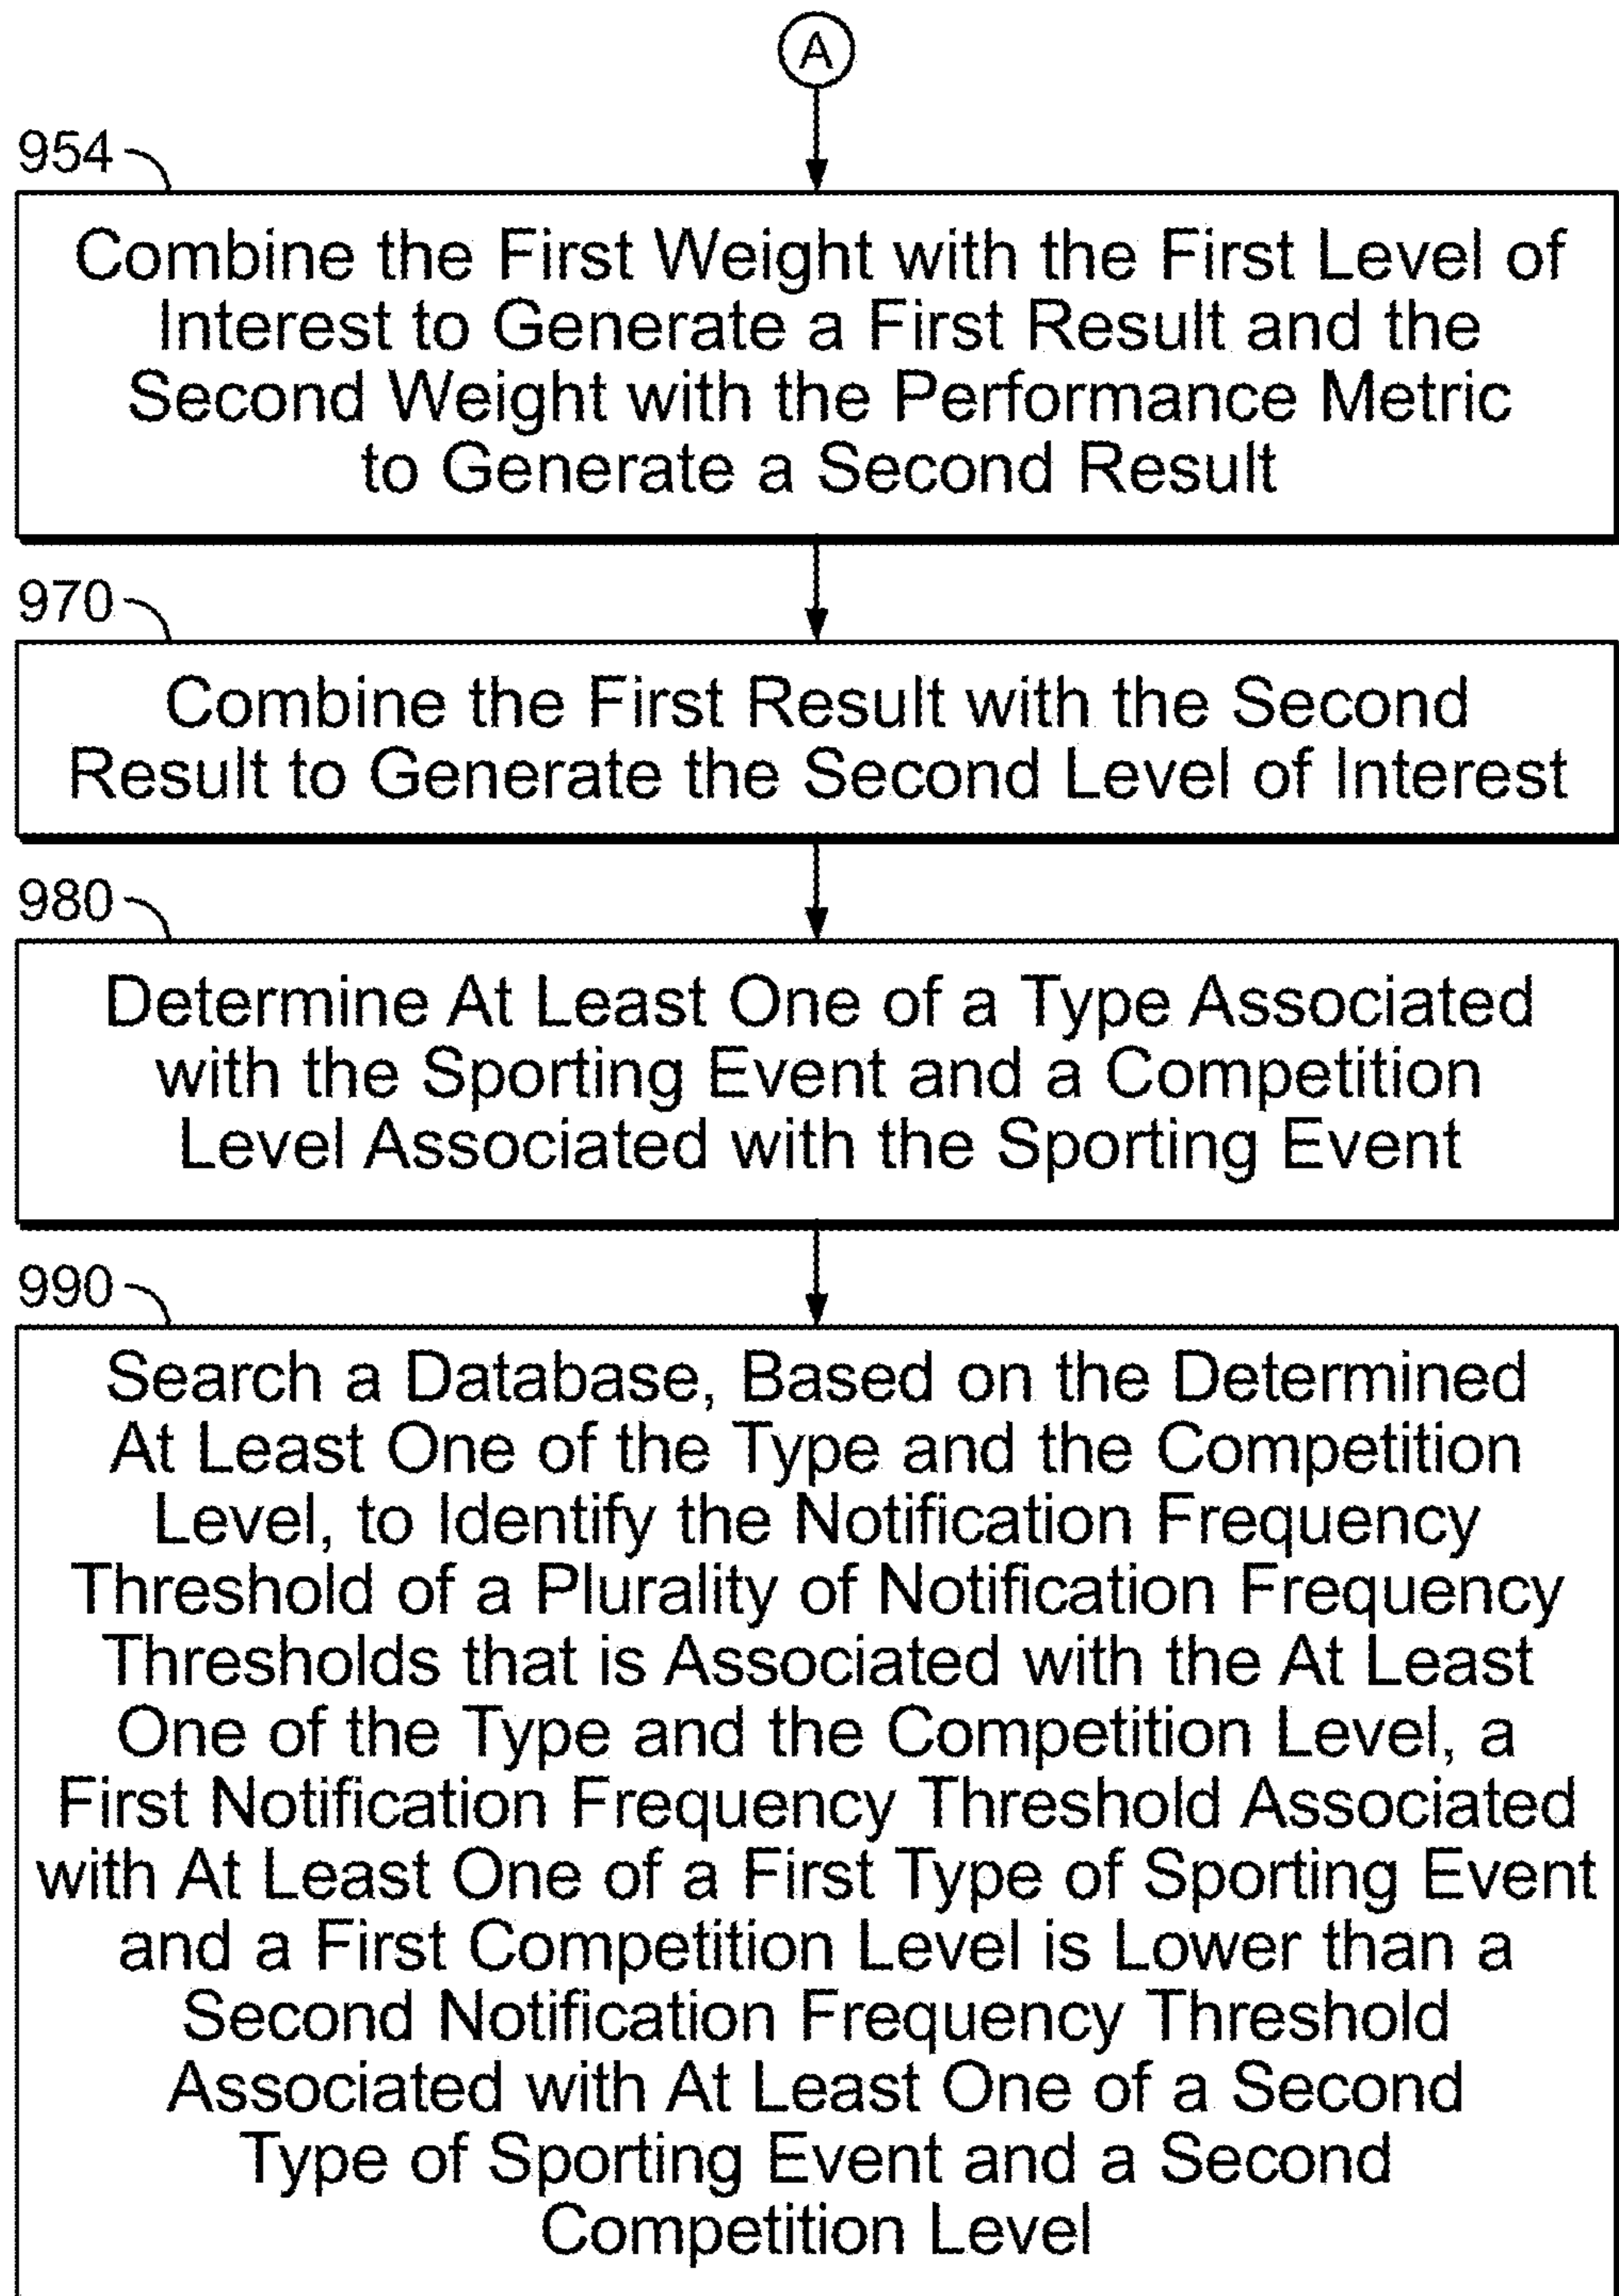 A
954
Combine the First Weight with the First Level of
Interest to Generate a First Result and the
Second Weight with the Performance Metric
to Generate a Second Result
970
Combine the First Result with the Second
Result to Generate the Second Level of Interest
980
Determine At Least One of a Type Associated
with the Sporting Event and a Competition
Level Associated with the Sporting Event
990
Search a Database, Based on the Determined
At Least One of the Type and the Competition
Level, to Identify the Notification Frequency
Threshold of a Plurality of Notification Frequency
Thresholds that is Associated with the At Least
One of the Type and the Competition Level, a
First Notification Frequency Threshold Associated
with At Least One of a First Type of Sporting Event
and a First Competition Level is Lower than a
Second Notification Frequency Threshold
Associated with At Least One of a Second
Type of Sporting Event and a Second
Competition Level